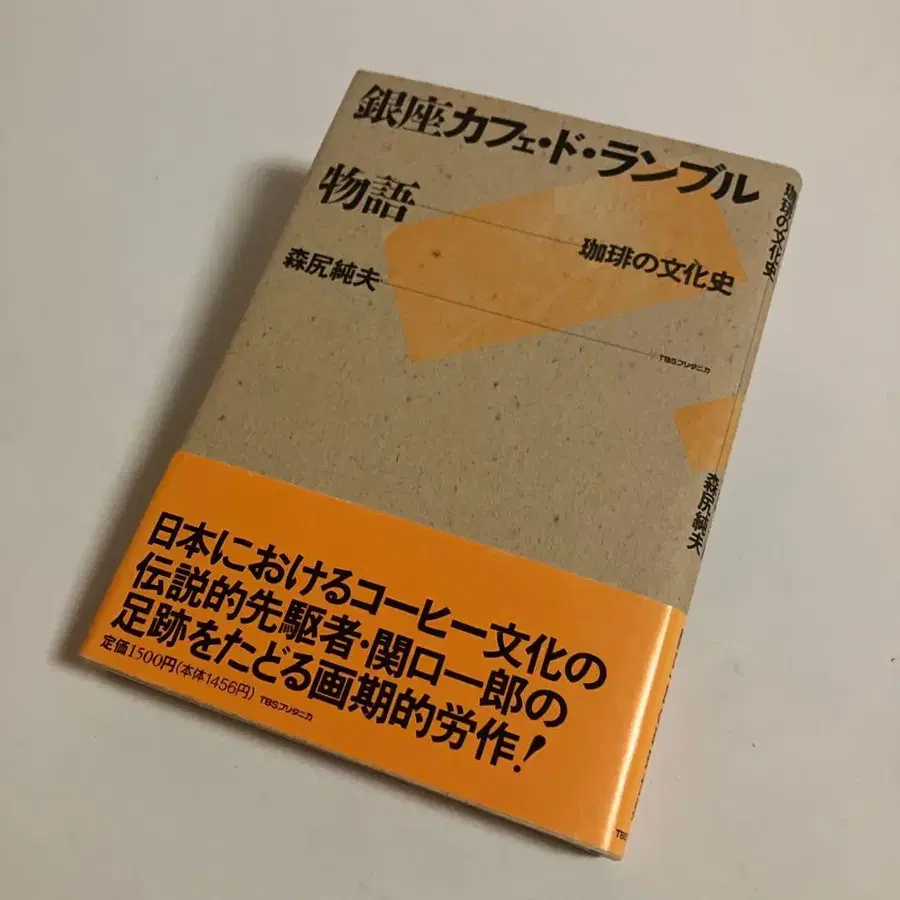 銀座カフェ・ド・ランブル
物語
珈琲の文化史
森尻純夫
TBSブリタニカ
日本におけるコーヒー文化の
伝説的先駆者・関口一郎の
足跡をたどる画期的労作!
定価1500円(本体1456円) TBSブリタニカ
珈琲の文化史
森尻純夫
TBS